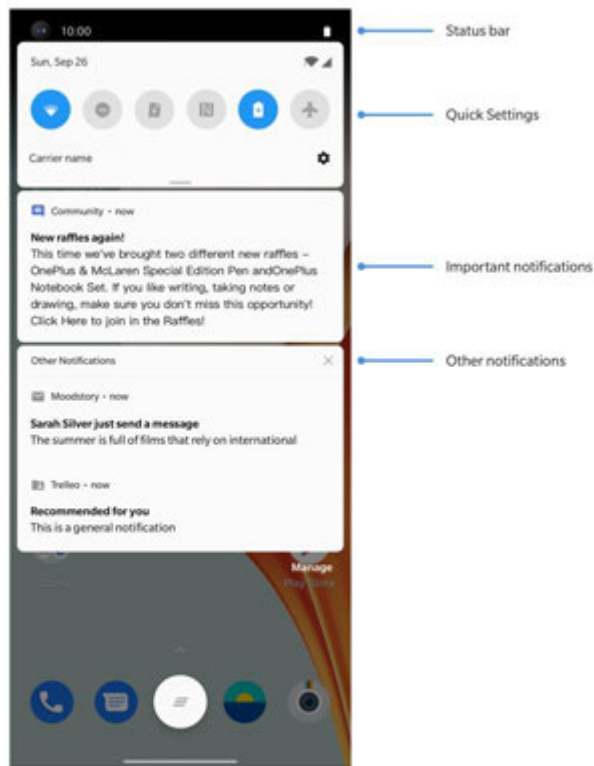 10:00
Status bar
Sun, Sep 26
Quick Settings
Carrier name
Community • now
New raffles again!
This time we've brought two different new raffles –
OnePlus & McLaren Special Edition Pen andOnePlus
Notebook Set. If you like writing, taking notes or
drawing, make sure you don't miss this opportunity!
Click Here to join in the Raffles!
Important notifications
Other Notifications
Other notifications
Moodstory • now
Sarah Silver just send a message
The summer is full of films that rely on international
Trelleo • now
Recommended for you
This is a general notification
Manage
Play Store